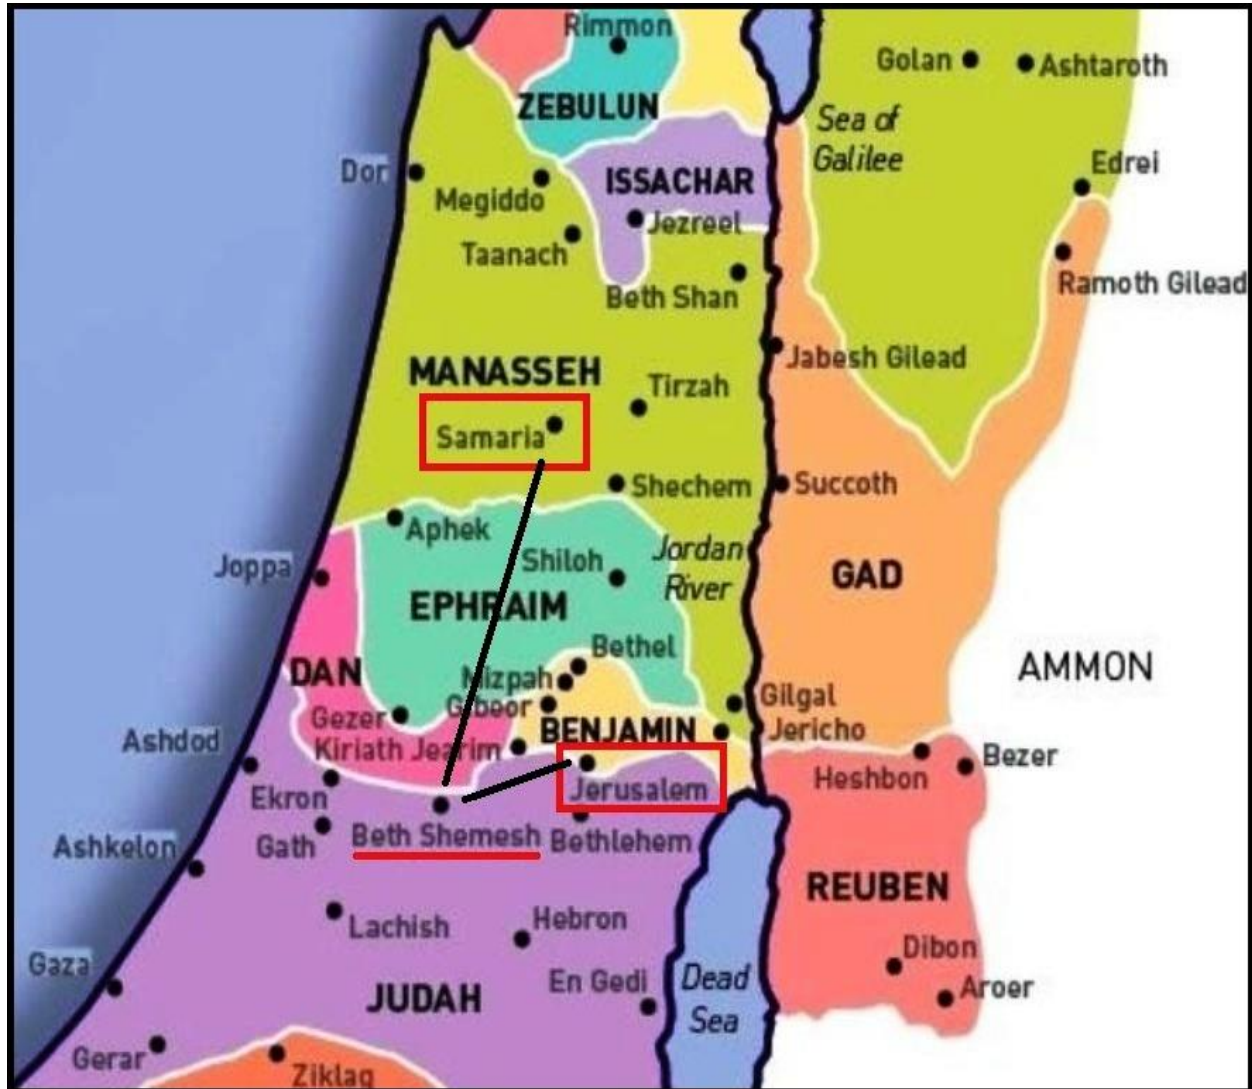 Rimmon
Golan
Ashtaroth
ZEBULUN
Sea of
Galilee
Dor
Edrei
ISSACHAR
Megiddo
Jezreel
Taanach
Beth Shan
Ramoth Gilead
Jabesh Gilead
MANASSEH
Tirzah
Samaria
Shechem
Succoth
Aphek
Jordan
River
Joppa
Shiloh
GAD
EPHRAIM
Bethel
AMMON
DAN
Mizpah
Gilgal
Gibeor
Gezer
BENJAMIN
Jericho
Ashdod
Kiriath Jearim
Bezer
Heshbon
Ekron
Jerusalem
Ashkelon
Gath
Beth Shemesh
Bethlehem
REUBEN
Lachish
Hebron
Dibon
Gaza
En Gedi
Dead
Sea
Aroer
JUDAH
Gerar
Ziklag